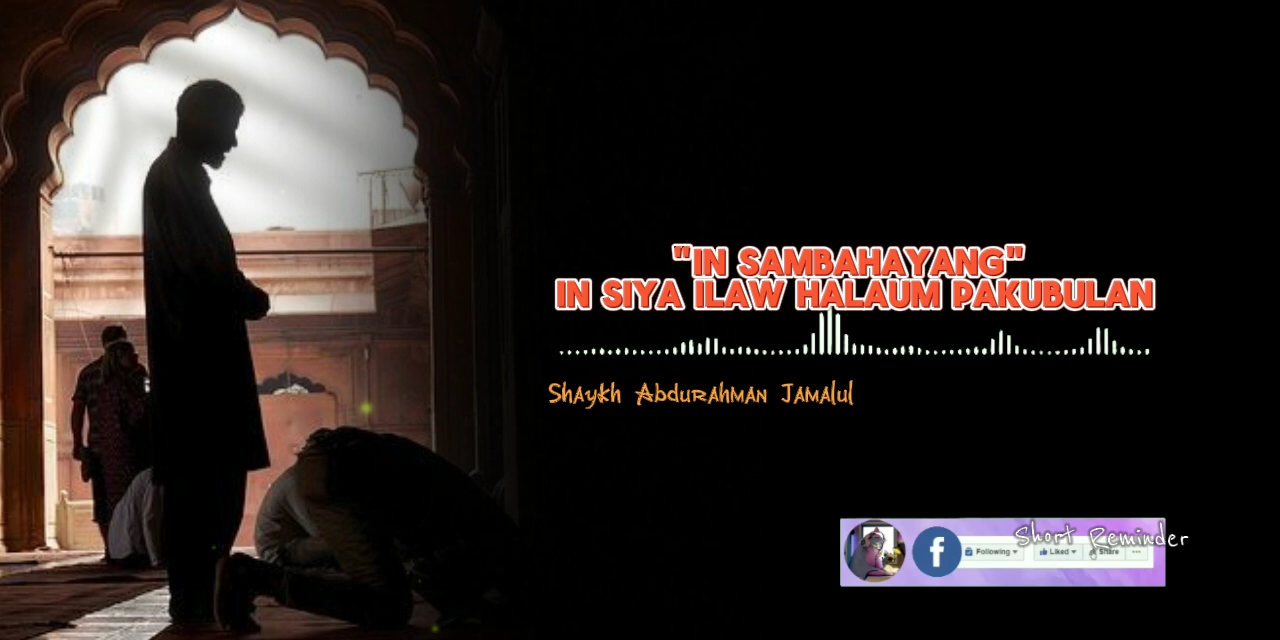 "IN SAMBAHAYANG"
IN SIYA ILAW HALAUM PAKUBULAN
Shaykh Abdurahman Jamalul
Short Reminder
Following
Liked
Share